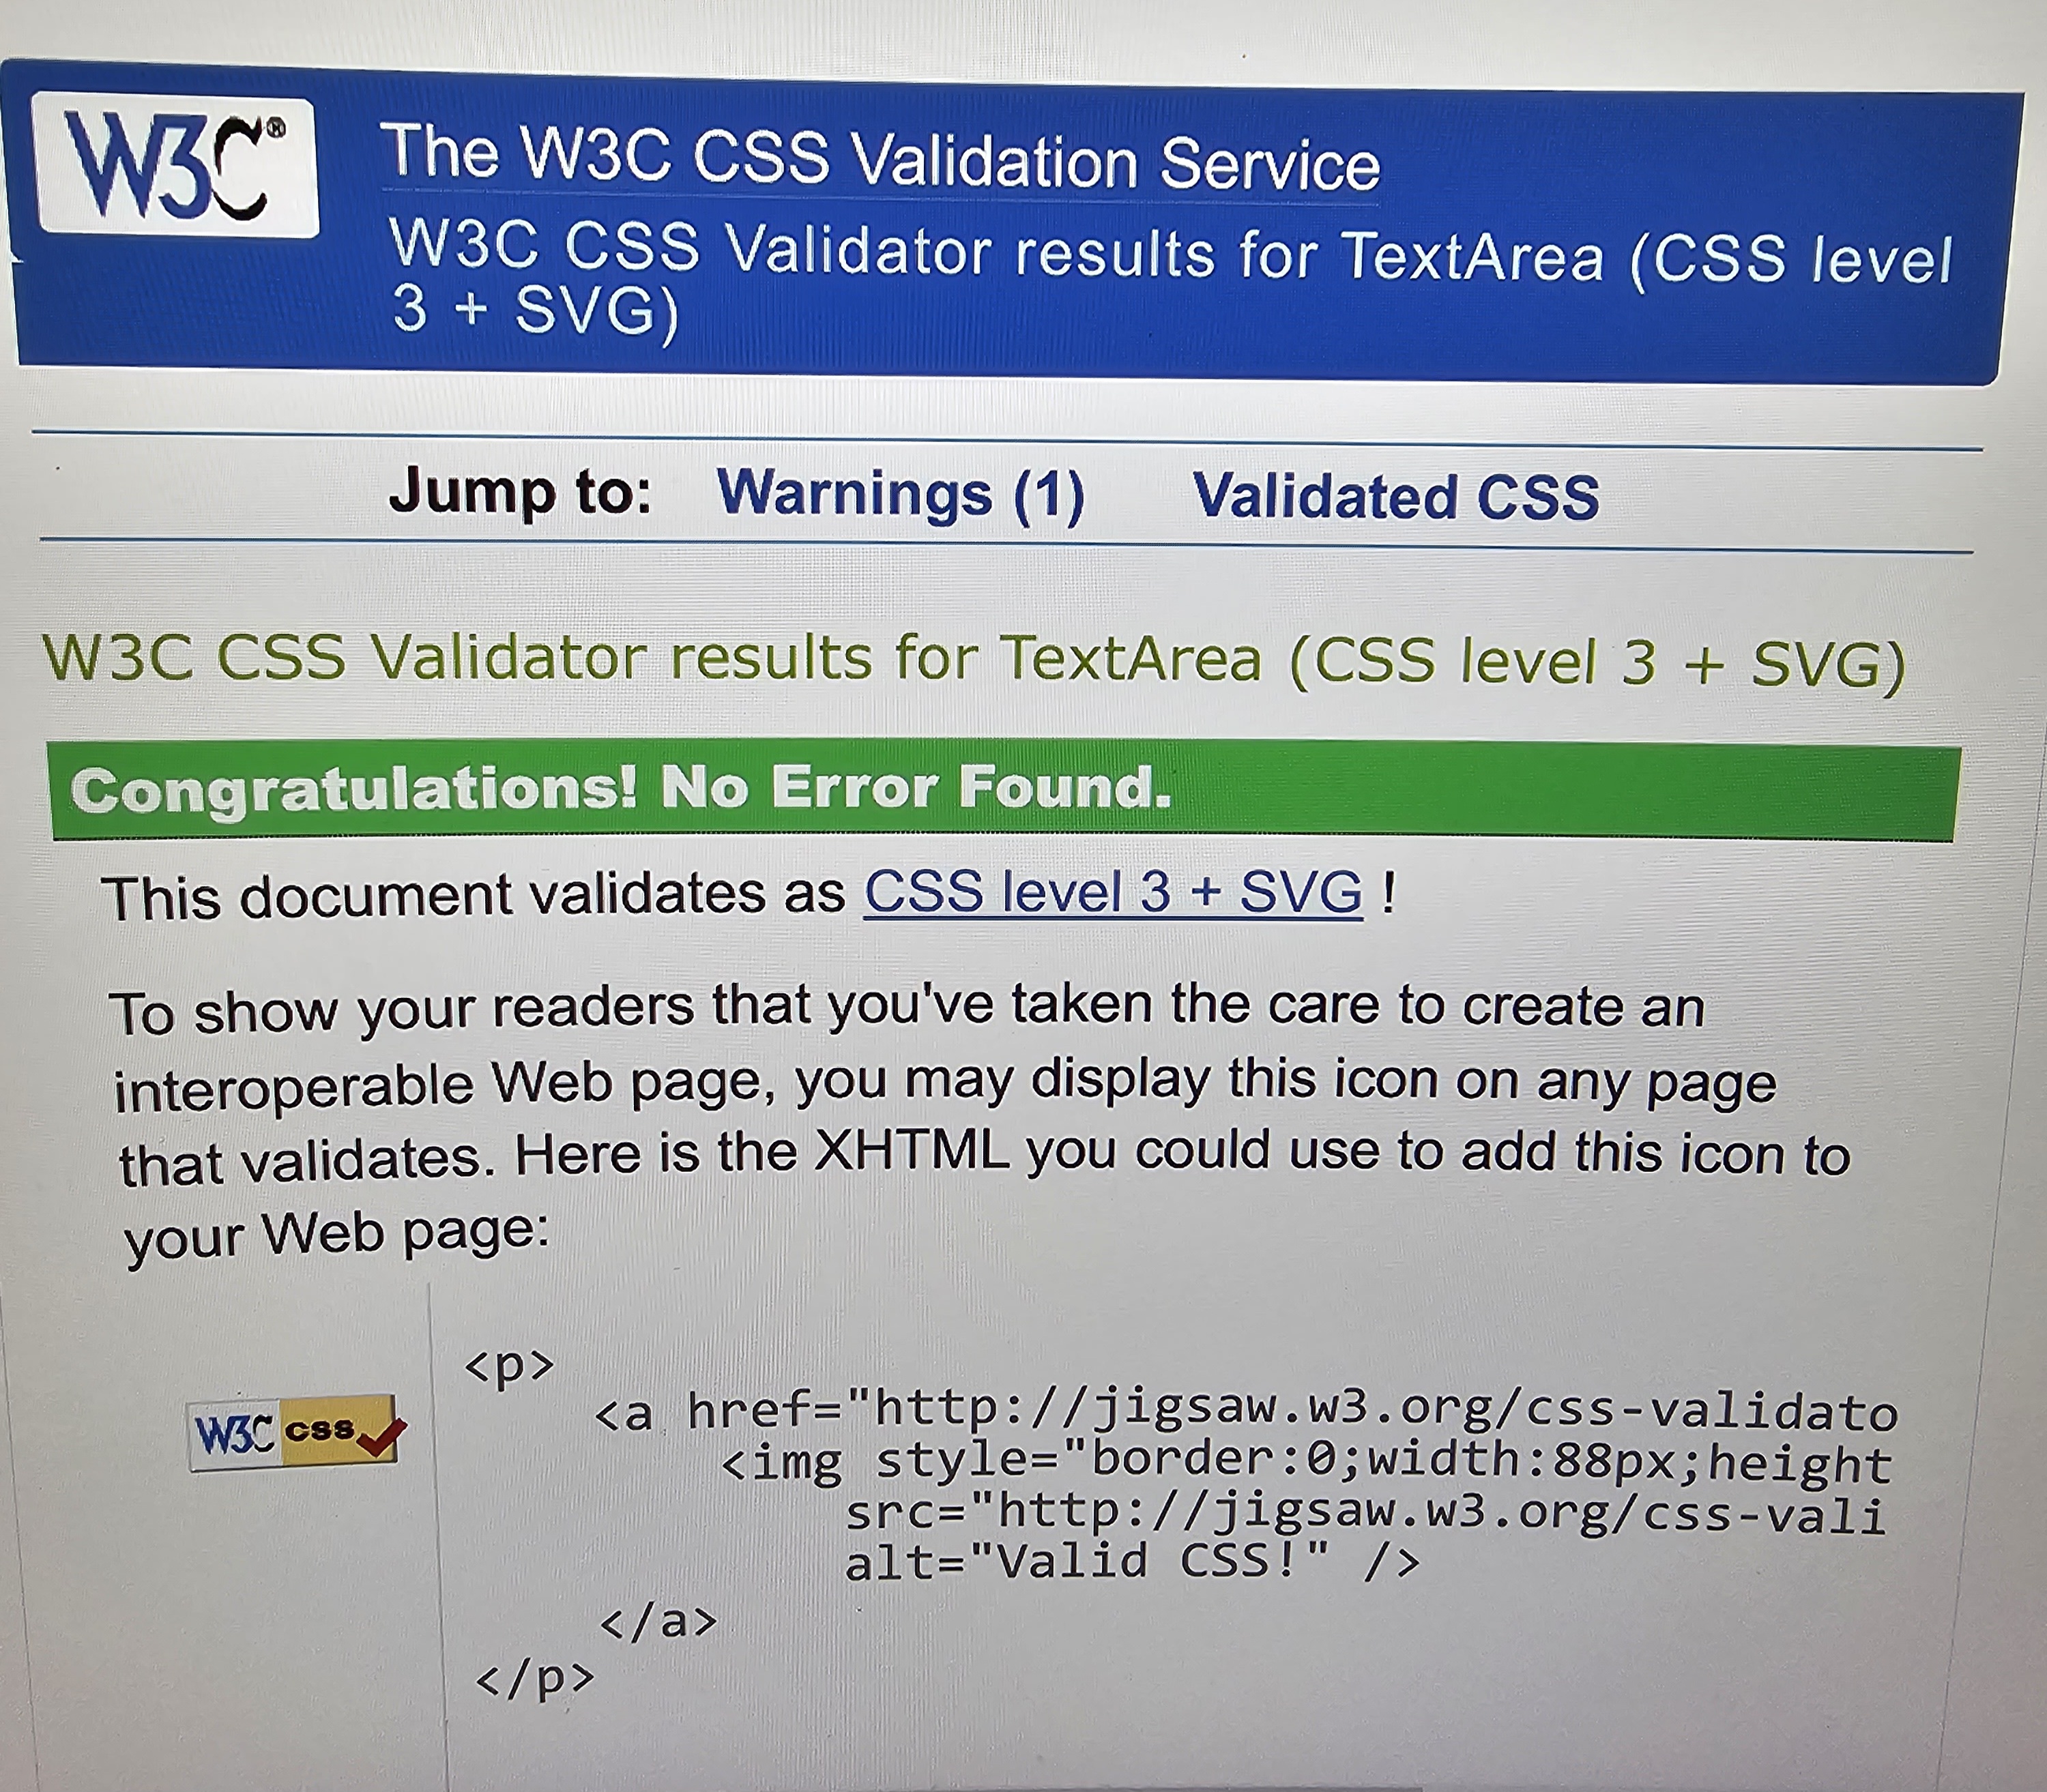 W3C®
The W3C CSS Validation Service
W3C CSS Validator results for TextArea (CSS level
3 + SVG)
Jump to: Warnings (1) Validated CSS
W3C CSS Validator results for TextArea (CSS level 3 + SVG)
Congratulations! No Error Found.
This document validates as CSS level 3 + SVG !
To show your readers that you've taken the care to create an
interoperable Web page, you may display this icon on any page
that validates. Here is the XHTML you could use to add this icon to
your Web page:
W3C css
<p>
<a href="http://jigsaw.w3.org/css-validato
<img style="border:0;width:88px;height
src="http://jigsaw.w3.org/css-vali
alt="Valid CSS!" />
</a>
</p>